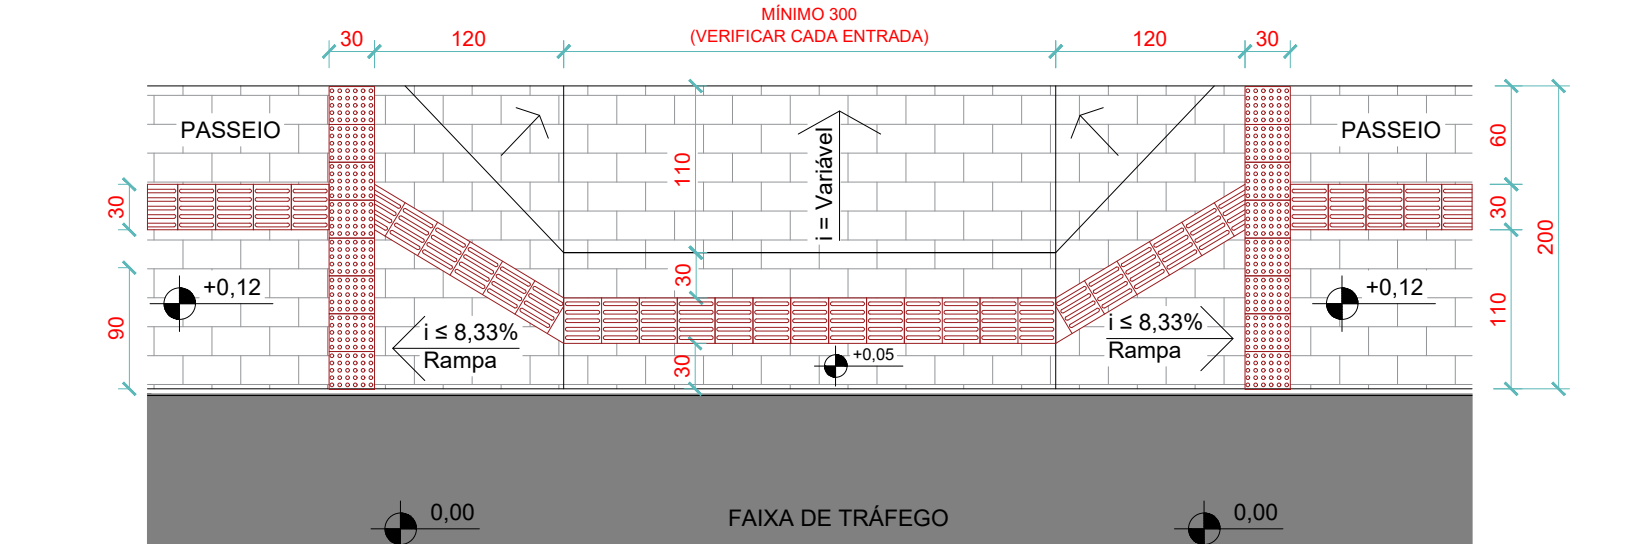 MÍNIMO 300
(VERIFICAR CADA ENTRADA)
30
120
120
30
PASSEIO
PASSEIO
60
110
i = Variável
30
30
200
+0,12
30
+0,12
90
i ≤ 8,33%
Rampa
i ≤ 8,33%
Rampa
110
+0,05
30
0,00
FAIXA DE TRÁFEGO
0,00